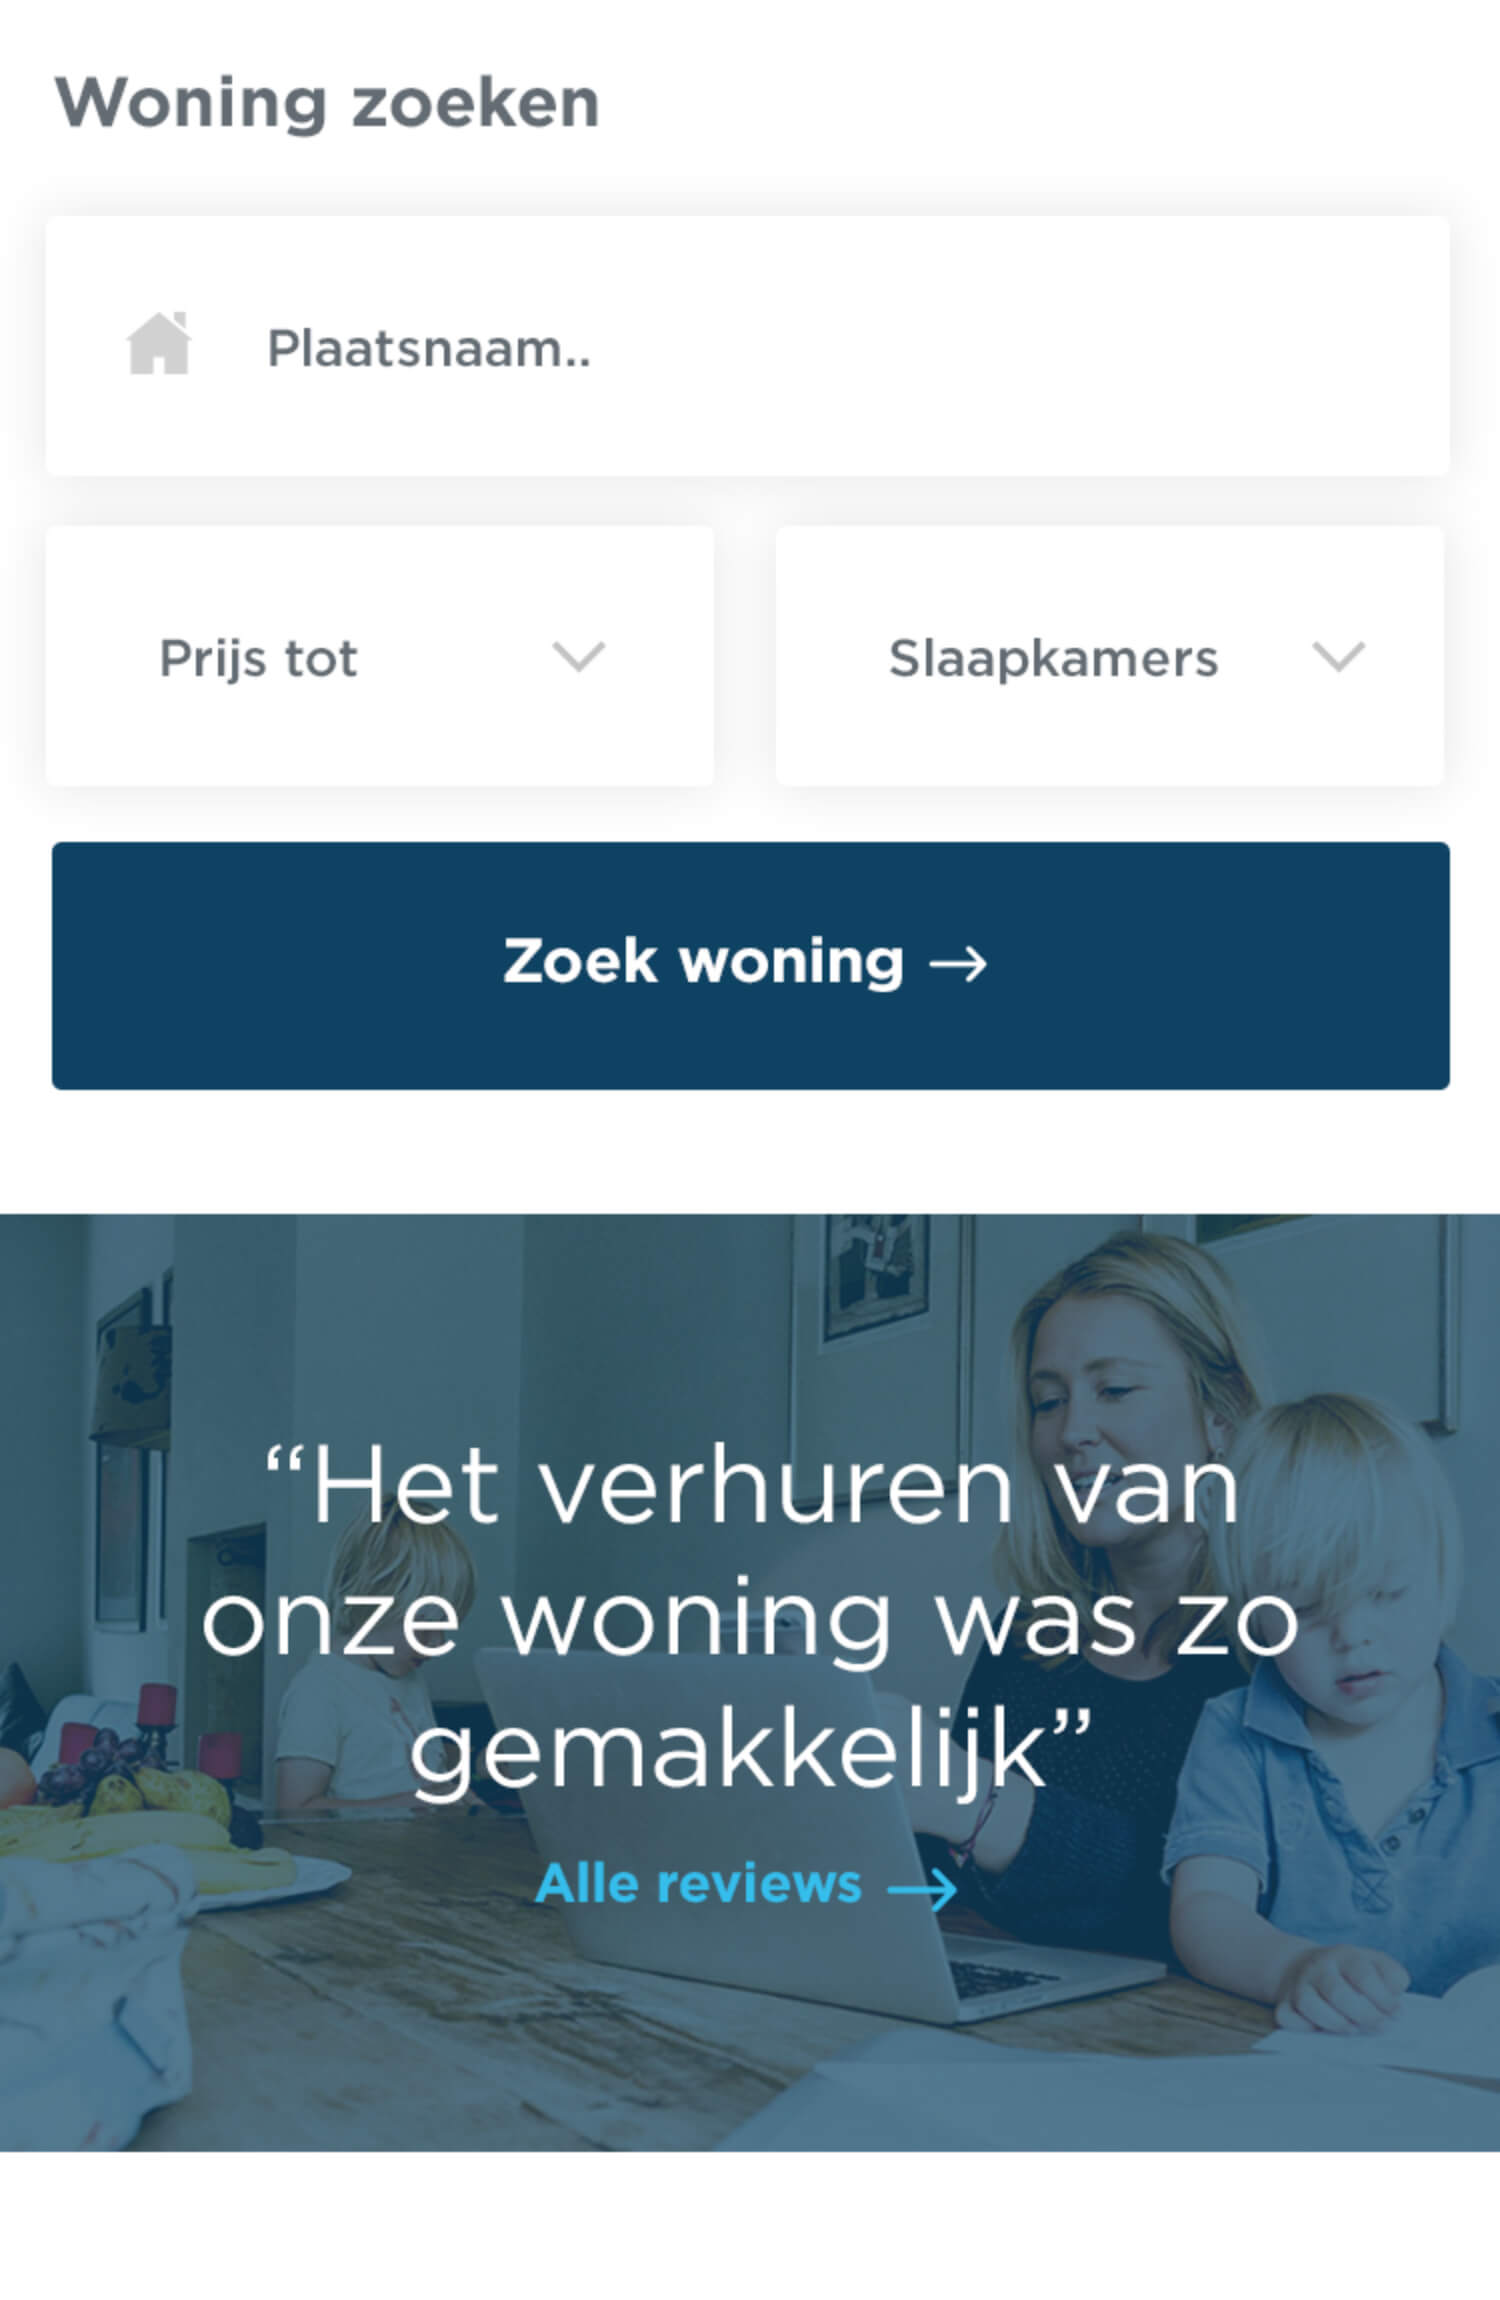 Woning zoeken
Plaatsnaam..
Prijs tot
Slaapkamers
Zoek woning →
“Het verhuren van
onze woning was zo
gemakkelijk”
Alle reviews →